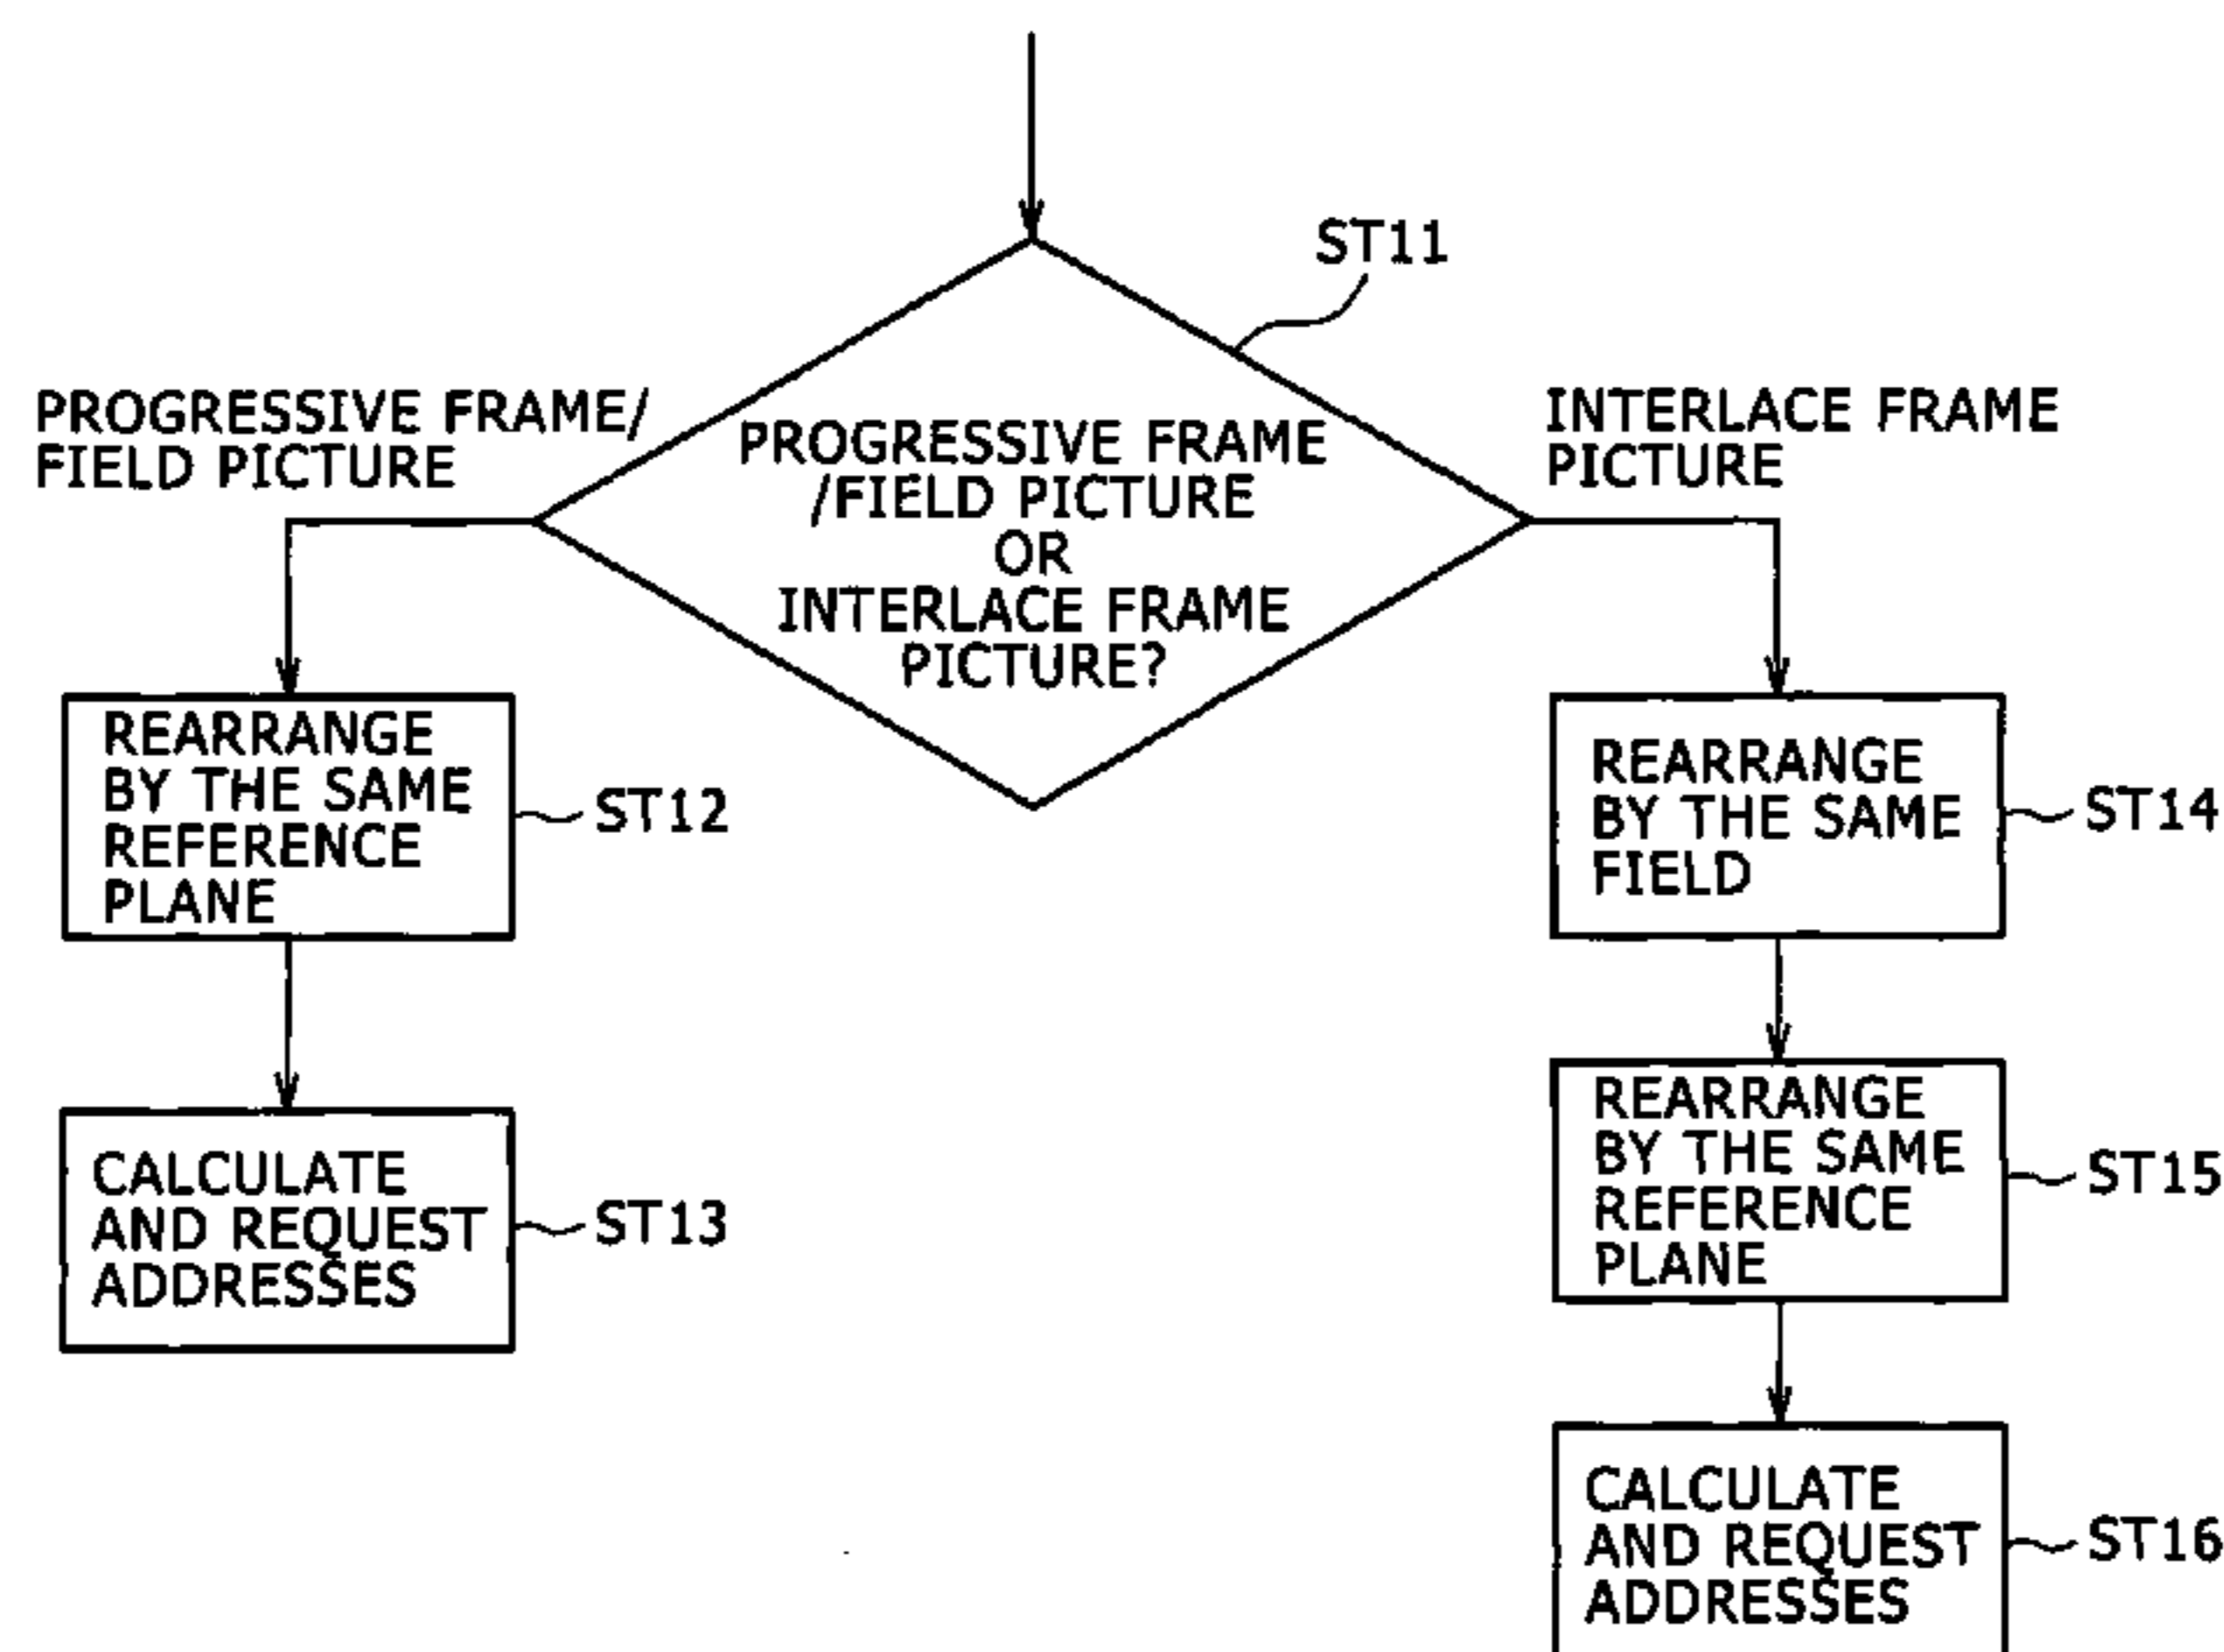 ST11
PROGRESSIVE FRAME/
FIELD PICTURE
PROGRESSIVE FRAME
/FIELD PICTURE
OR
INTERLACE FRAME
PICTURE?
INTERLACE FRAME
PICTURE
REARRANGE
BY THE SAME
REFERENCE
PLANE
ST12
CALCULATE
AND REQUEST
ADDRESSES
ST13
REARRANGE
BY THE SAME
FIELD
ST14
REARRANGE
BY THE SAME
REFERENCE
PLANE
ST15
CALCULATE
AND REQUEST
ADDRESSES
ST16